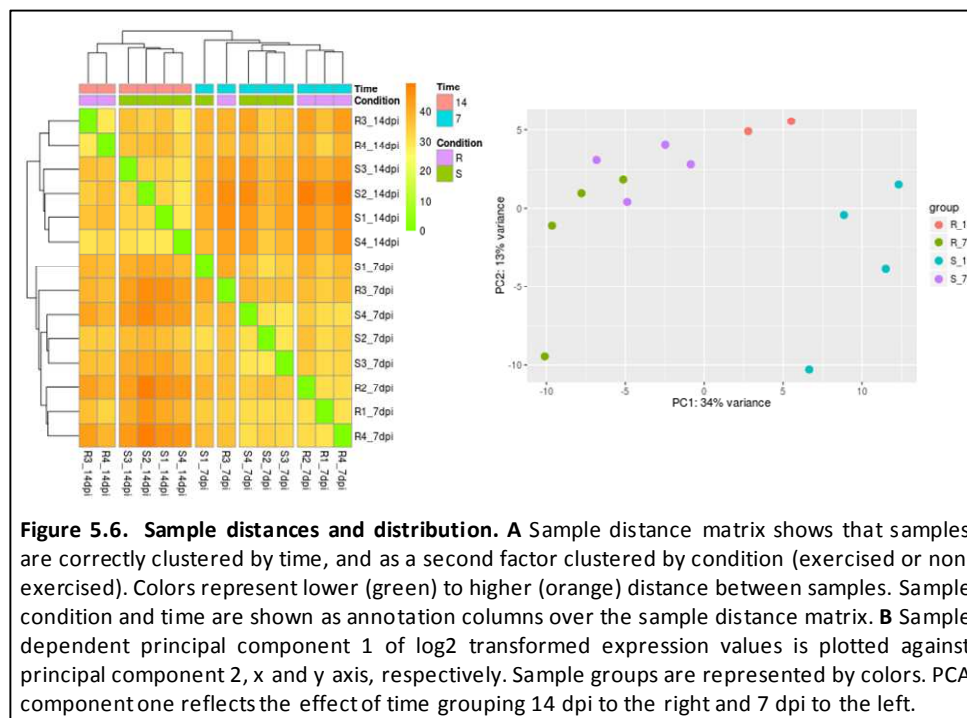 Time
Condition
R3_14dpi
R4_14dpi
S3_14dpi
S2_14dpi
S1_14dpi
S4_14dpi
S1_7dpi
R3_7dpi
S4_7dpi
S2_7dpi
S3_7dpi
R2_7dpi
R1_7dpi
R4_7dpi
R3_14dpi
R4_14dpi
S3_14dpi
S2_14dpi
S1_14dpi
S4_14dpi
S1_7dpi
R3_7dpi
S4_7dpi
S2_7dpi
S3_7dpi
R2_7dpi
R1_7dpi
R4_7dpi
40
30
20
10
0
Time
14
7
Condition
R
S
5
0
-5
-10
PC2: 13% variance
-10
-5
0
5
10
PC1: 34% variance
group
R_1
R_7
S_1
S_7
Figure 5.6. Sample distances and distribution. A Sample distance matrix shows that samples
are correctly clustered by time, and as a second factor clustered by condition (exercised or non
exercised). Colors represent lower (green) to higher (orange) distance between samples. Sample
condition and time are shown as annotation columns over the sample distance matrix. B Sample
dependent principal component 1 of log2 transformed expression values is plotted against
principal component 2, x and y axis, respectively. Sample groups are represented by colors. PCA
component one reflects the effect of time grouping 14 dpi to the right and 7 dpi to the left.